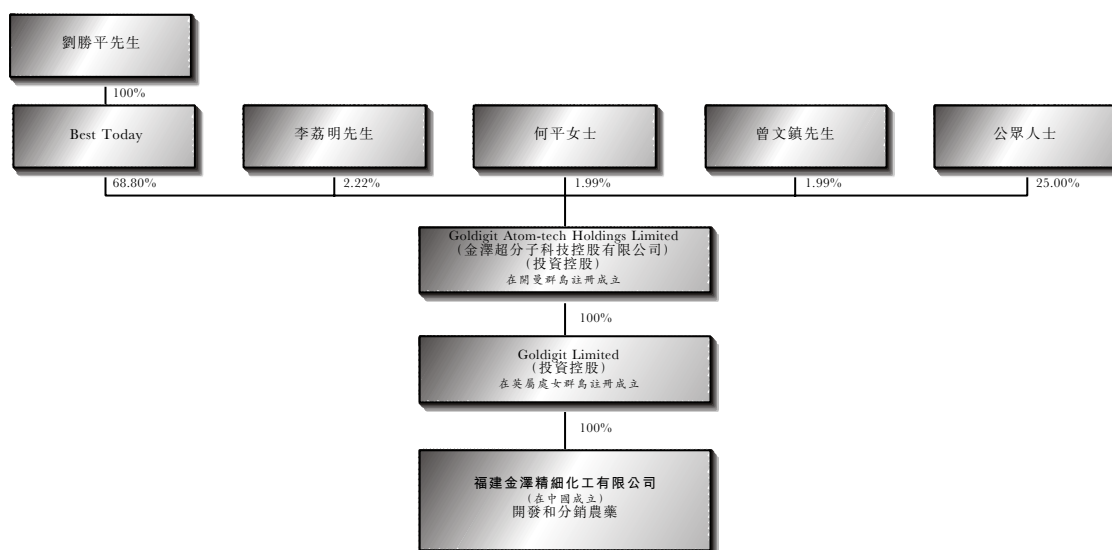 劉勝平先生
100%
Best Today
李荔明先生
何平女士
曾文鎮先生
公眾人士
68.80%
2.22%
1.99%
1.99%
25.00%
Goldigit Atom-tech Holdings Limited
(金澤超分子科技控股有限公司)
(投資控股)
在開曼群島註冊成立
100%
Goldigit Limited
(投資控股)
在英屬處女群島註冊成立
100%
福建金澤精細化工有限公司
(在中國成立)
開發和分銷農藥